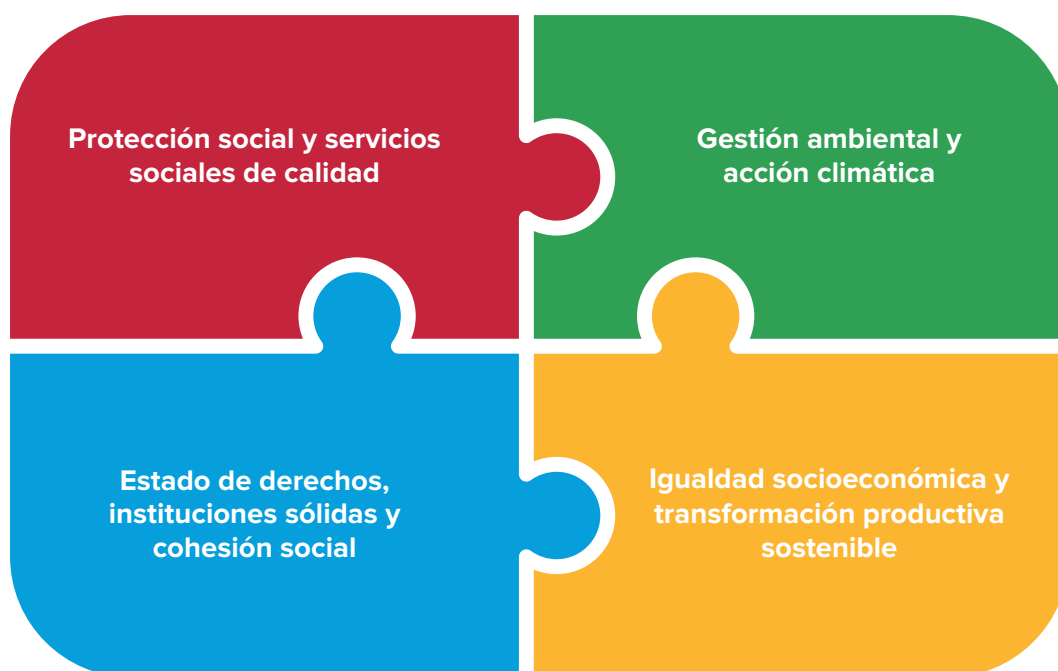 Protección social y servicios
sociales de calidad
Gestión ambiental y
acción climática
Estado de derechos,
instituciones sólidas y
cohesión social
Igualdad socioeconómica y
transformación productiva
sostenible